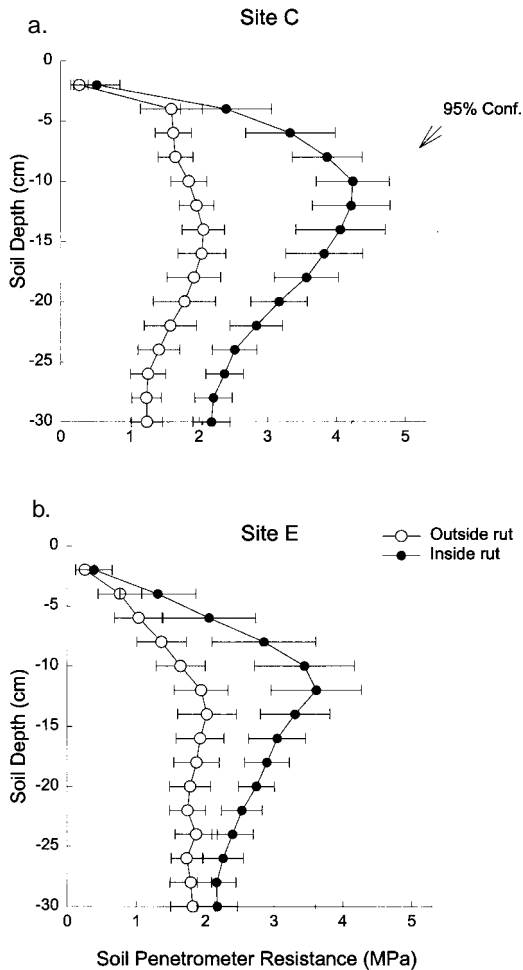 a.
Site C
0
-5
-10
-15
-20
-25
-30
Soil Depth (cm)
95% Conf.
0 1 2 3 4 5
b.
Site E
Outside rut
Inside rut
0
-5
-10
-15
-20
-25
-30
Soil Depth (cm)
0 1 2 3 4 5
Soil Penetrometer Resistance (MPa)